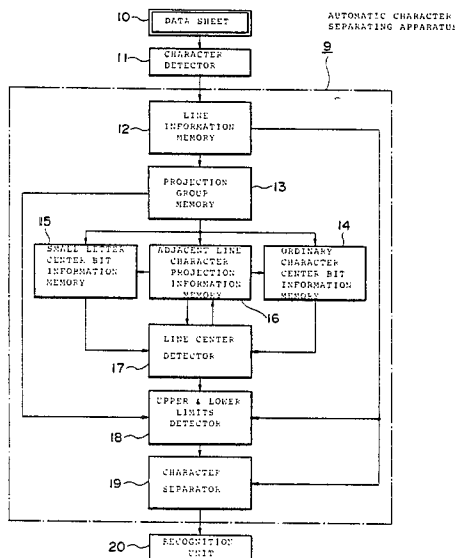 10
DATA SHEET
AUTOMATIC CHARACTER
SEPARATING APPARATUS
9
11
CHARACTER
DETECTOR
12
LINE
INFORMATION
MEMORY
13
PROJECTION
GROUP
MEMORY
15
SMALL LETTER
CENTER BIT
INFORMATION
MEMORY
ADJACENT LINE
CHARACTER
PROJECTION
INFORMATION
MEMORY
16
14
ORDINARY
CHARACTER
CENTER BIT
INFORMATION
MEMORY
17
LINE CENTER
DETECTOR
18
UPPER & LOWER
LIMITS
DETECTOR
19
CHARACTER
SEPARATOR
20
RECOGNITION
UNIT